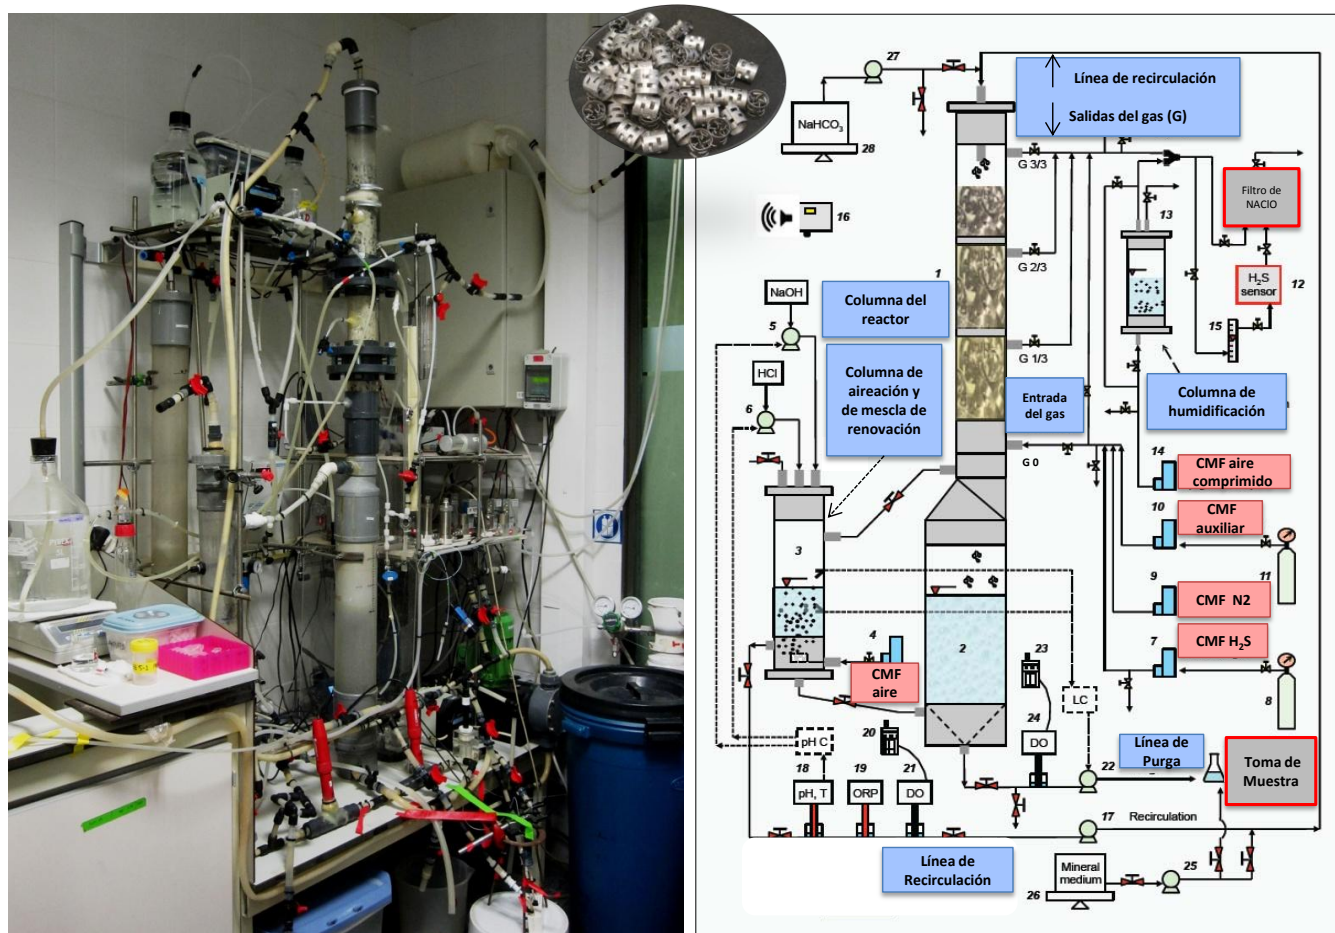 27
Línea de recirculación
Salidas del gas (G)
NaHCO3
28
G 3/3
16
13
Filtro de
NAClO
G 2/3
H2S
sensor
12
1
NaOH
Columna del
reactor
5
15
G 1/3
HCl
Columna de
aireación y
de mescla de
renovación
6
Entrada
del gas
Columna de
humidificación
G 0
14
CMF aire
comprimido
10
CMF
auxiliar
11
3
9
CMF N2
7
CMF H2S
8
4
CMF
aire
2
23
LC
24
DO
20
pH C
22
Línea de
Purga
Toma de
Muestra
18
19
21
pH, T
ORP
DO
17
Recirculation
Línea de
Recirculación
Mineral
medium
25
26